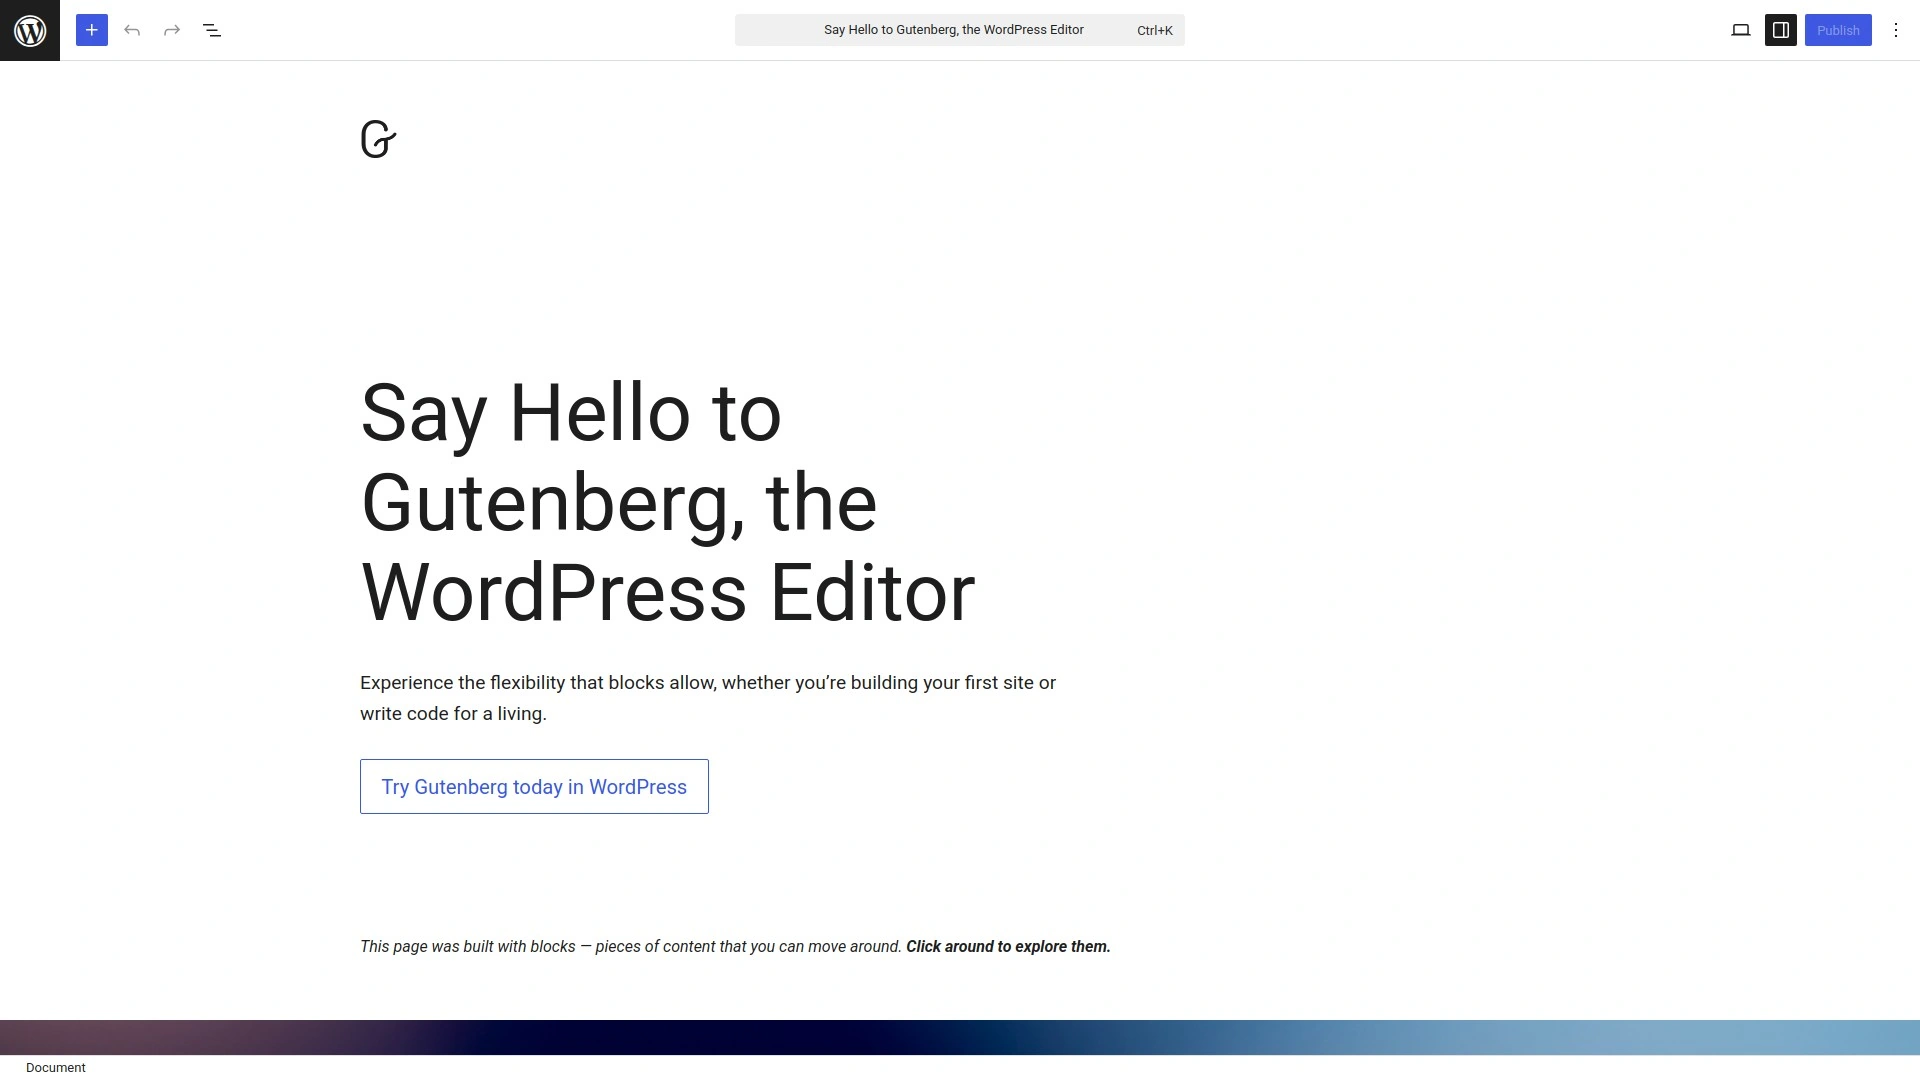 Say Hello to Gutenberg, the WordPress Editor
Ctrl+K
Publish
Say Hello to
Gutenberg, the
WordPress Editor
Experience the flexibility that blocks allow, whether you’re building your first site or
write code for a living.
Try Gutenberg today in WordPress
This page was built with blocks — pieces of content that you can move around. Click around to explore them.
Document